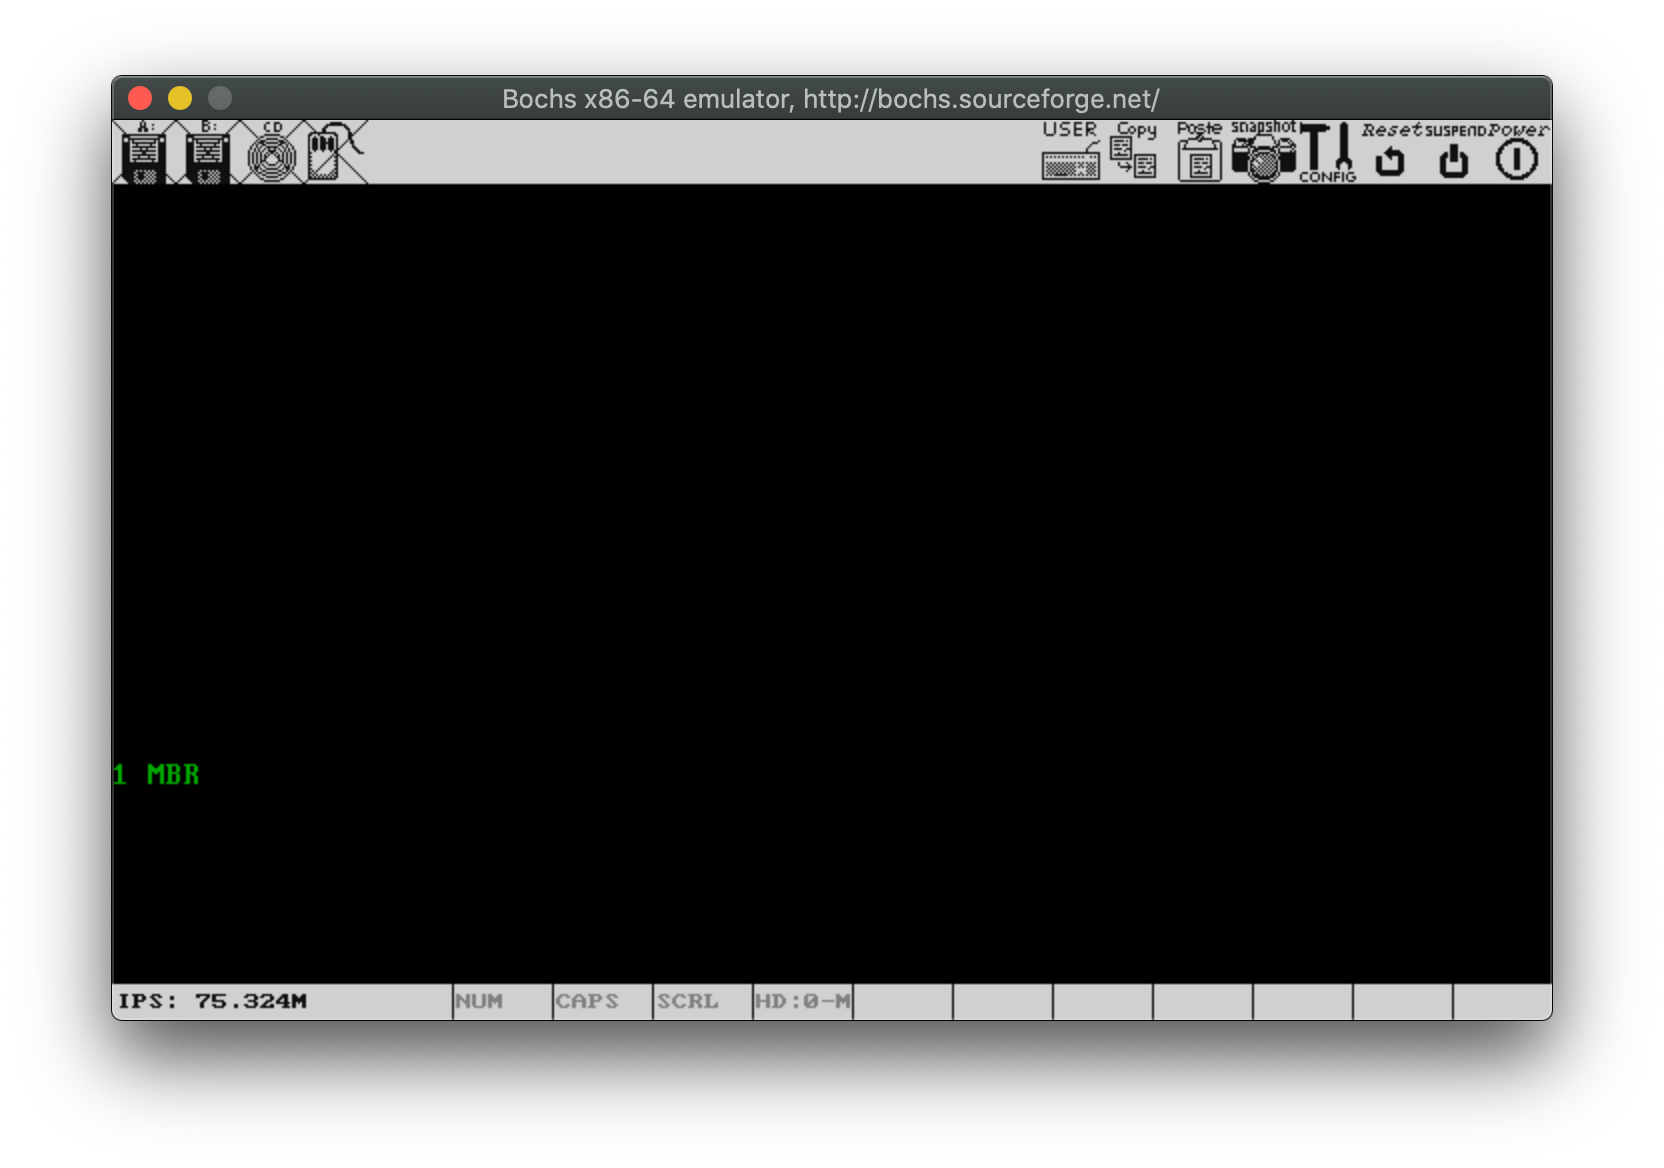 Bochs x86-64 emulator, http://bochs.sourceforge.net/
A: B: CD USER Copy Poste snapshot CONFIG Reset SUSPEND Power
1 MBR
IPS: 75.324M NUM CAPS SCRL HD:0-M